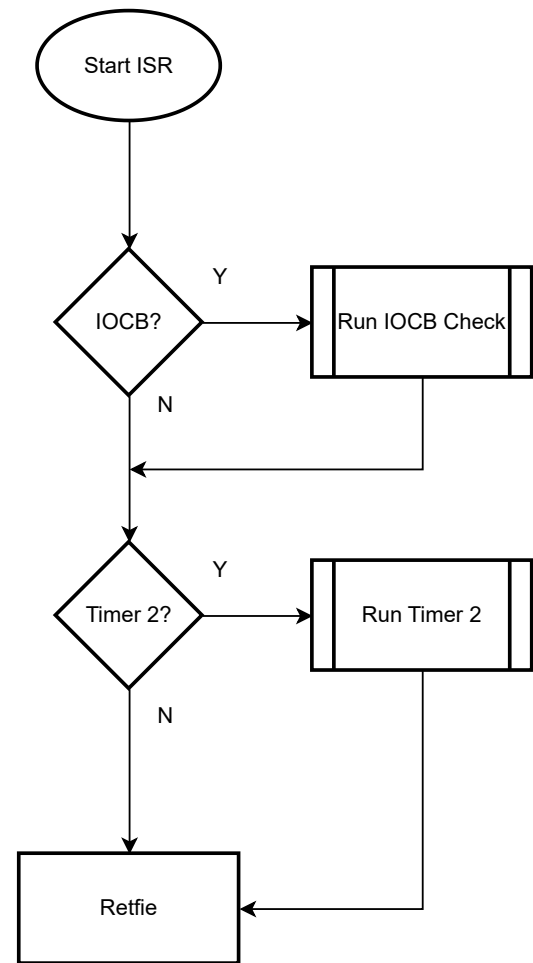 Start ISR
Y
IOCB?
Run IOCB Check
N
Y
Timer 2?
Run Timer 2
N
Retfie